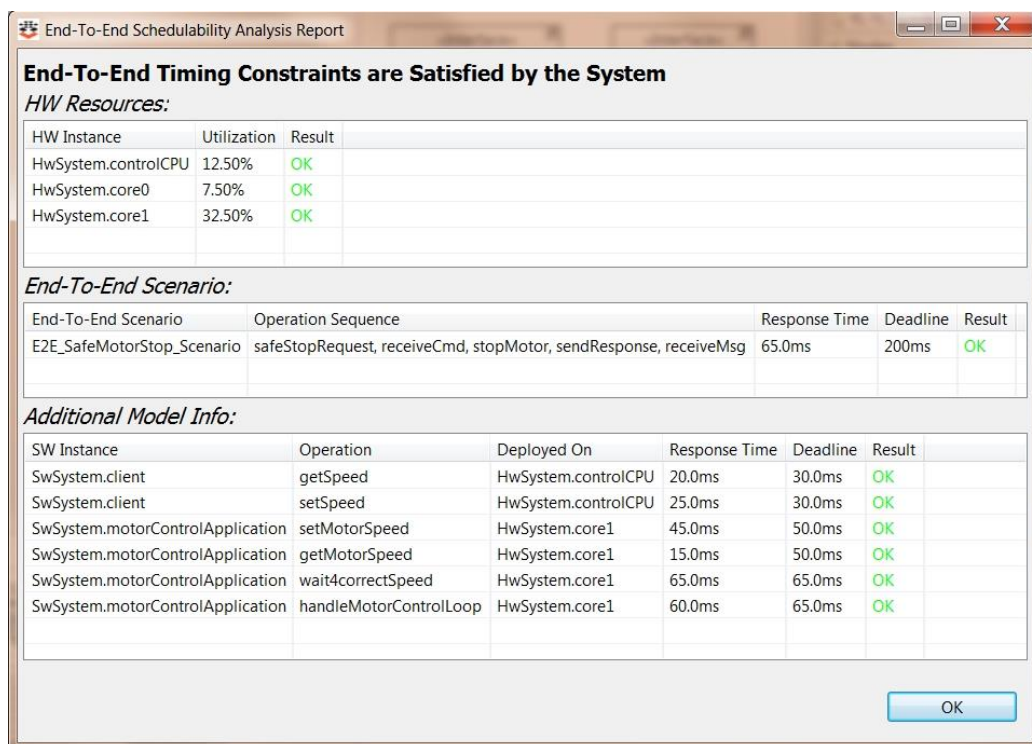 End-To-End Schedulability Analysis Report
End-To-End Timing Constraints are Satisfied by the System
HW Resources:
HW Instance Utilization Result
HwSystem.controlCPU 12.50% OK
HwSystem.core0 7.50% OK
HwSystem.core1 32.50% OK
End-To-End Scenario:
End-To-End Scenario Operation Sequence Response Time Deadline Result
E2E_SafeMotorStop_Scenario safeStopRequest, receiveCmd, stopMotor, sendResponse, receiveMsg 65.0ms 200ms OK
Additional Model Info:
SW Instance Operation Deployed On Response Time Deadline Result
SwSystem.client getSpeed HwSystem.controlCPU 20.0ms 30.0ms OK
SwSystem.client setSpeed HwSystem.controlCPU 25.0ms 30.0ms OK
SwSystem.motorControlApplication setMotorSpeed HwSystem.core1 45.0ms 50.0ms OK
SwSystem.motorControlApplication getMotorSpeed HwSystem.core1 15.0ms 50.0ms OK
SwSystem.motorControlApplication wait4correctSpeed HwSystem.core1 65.0ms 65.0ms OK
SwSystem.motorControlApplication handleMotorControlLoop HwSystem.core1 60.0ms 65.0ms OK
OK